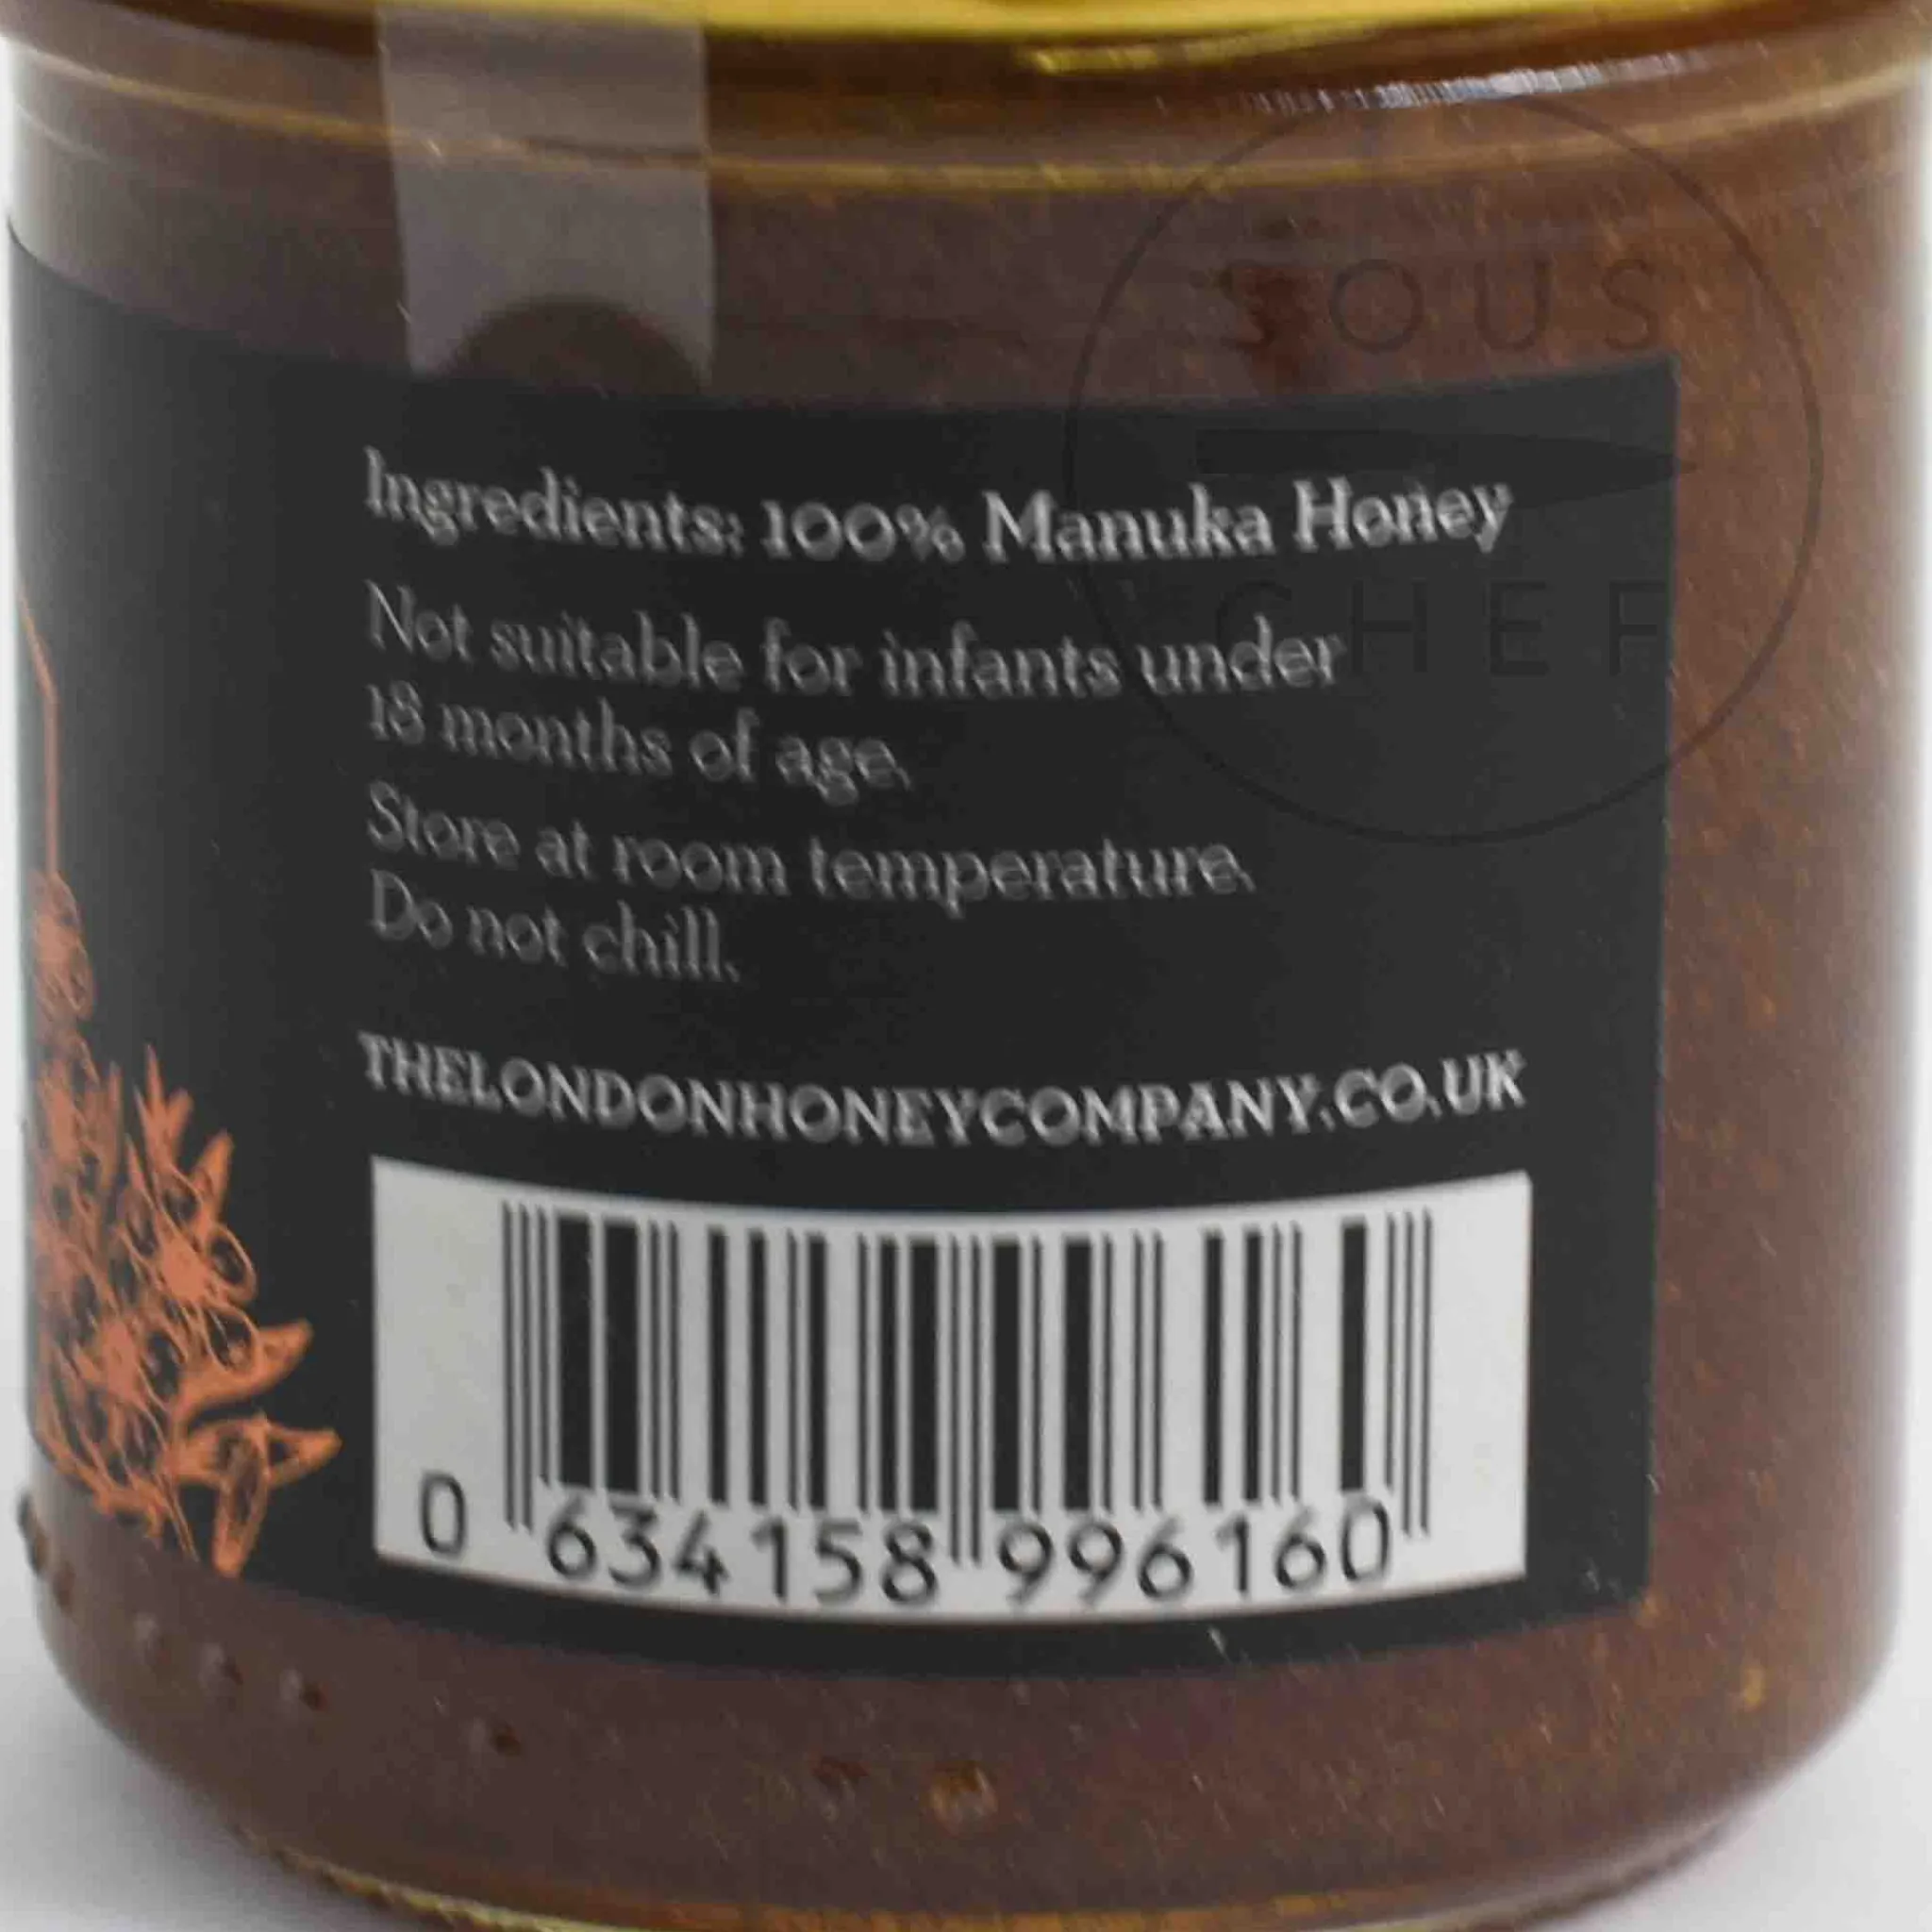 SOUS
CHEF
Ingredients: 100% Manuka Honey
Not suitable for infants under
18 months of age.
Store at room temperature.
Do not chill.
THELONDONHONEYCOMPANY.CO.UK
0 634158 996160